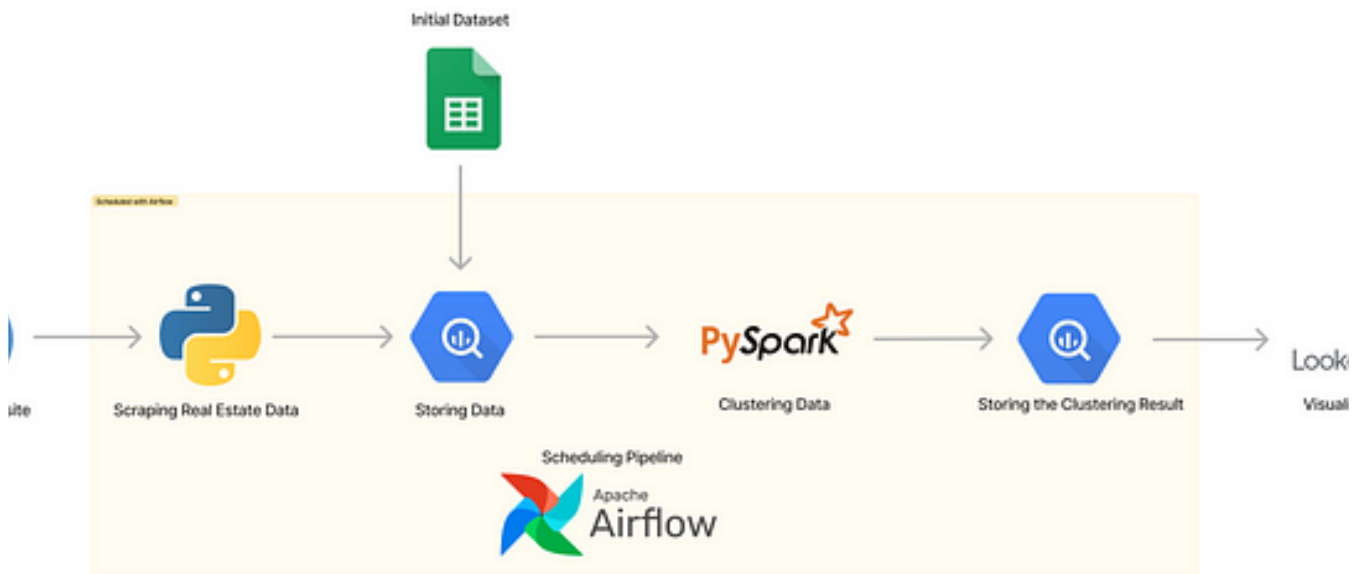 Initial Dataset
Scheduled with Airflow
PySpark
Look
site
Scraping Real Estate Data
Storing Data
Clustering Data
Storing the Clustering Result
Visuali
Scheduling Pipeline
Apache
Airflow